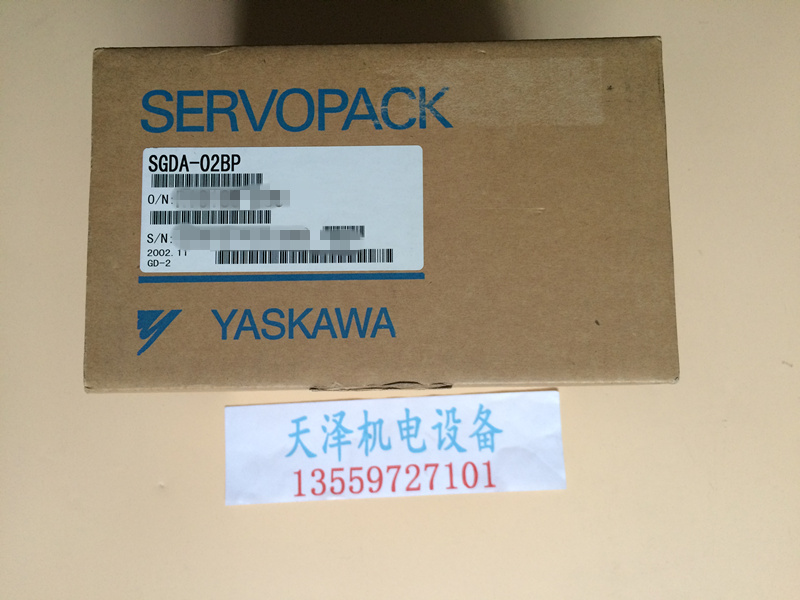 SERVOPACK
SGDA-02BP
O/N:
S/N:
2002.11
GD-2
YASKAWA
天泽机电设备
13559727101